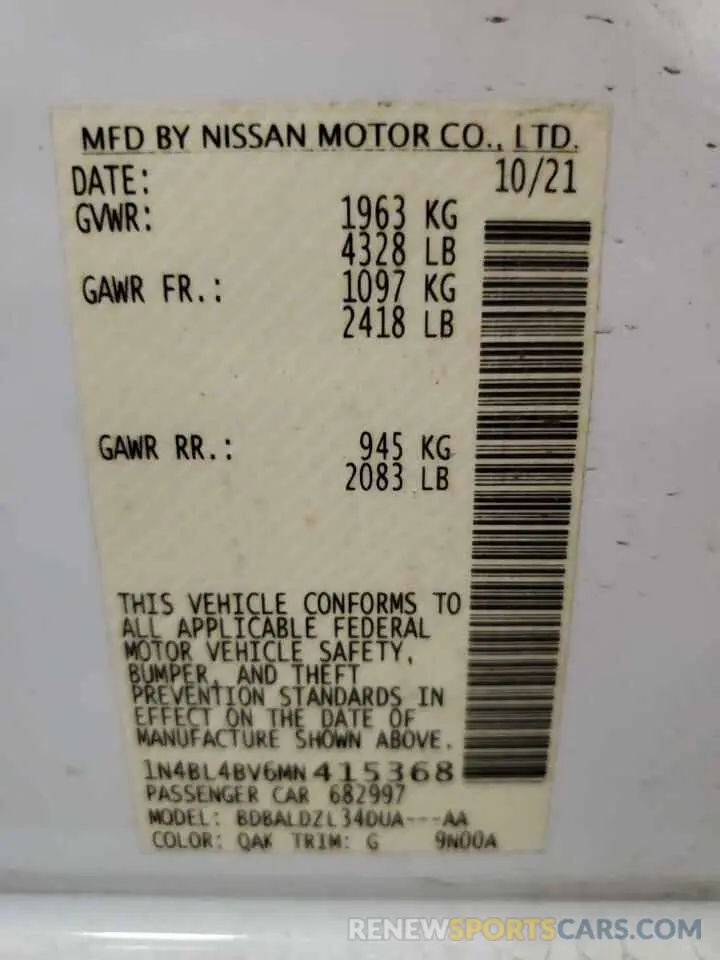 MFD BY NISSAN MOTOR CO., LTD.
DATE: 10/21
GVWR: 1963 KG
4328 LB
GAWR FR.: 1097 KG
2418 LB
GAWR RR.: 945 KG
2083 LB
THIS VEHICLE CONFORMS TO
ALL APPLICABLE FEDERAL
MOTOR VEHICLE SAFETY,
BUMPER, AND THEFT
PREVENTION STANDARDS IN
EFFECT ON THE DATE OF
MANUFACTURE SHOWN ABOVE.
1N4BL4BV6MN415368
PASSENGER CAR 682997
MODEL: BDBALDZL34DUA---AA
COLOR: QAK TRIM: G 9N00A
RENEWSPORTSCARS.COM